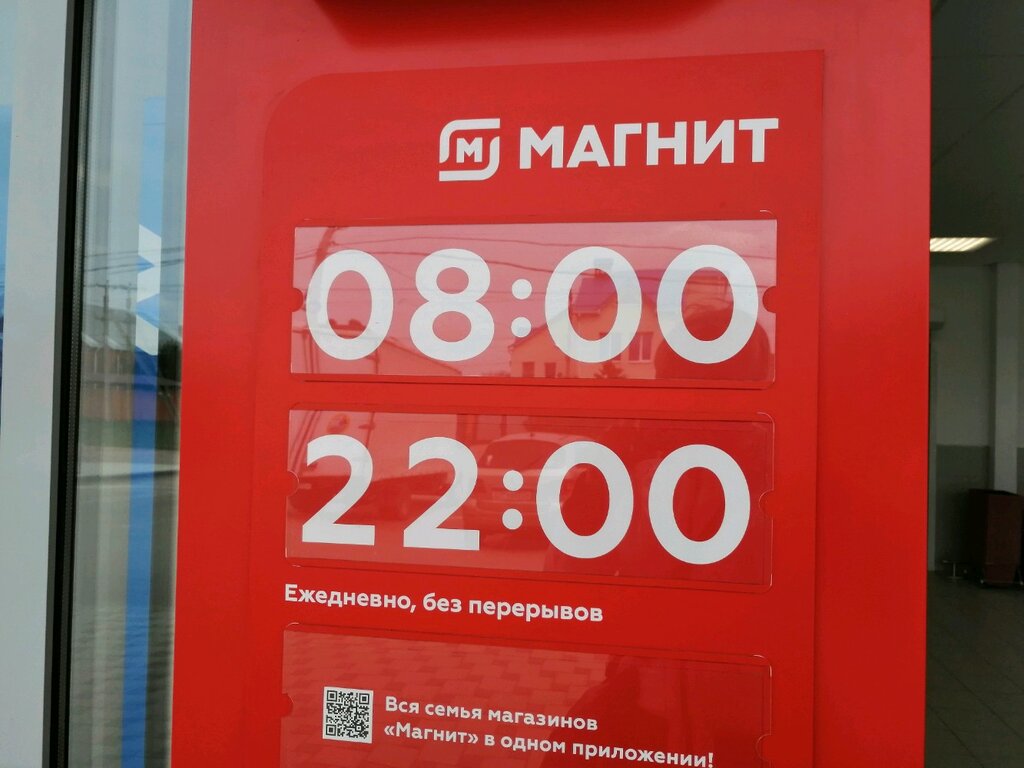 М МАГНИТ
08:00
22:00
Ежедневно, без перерывов
Вся семья магазинов
«Магнит» в одном приложении!